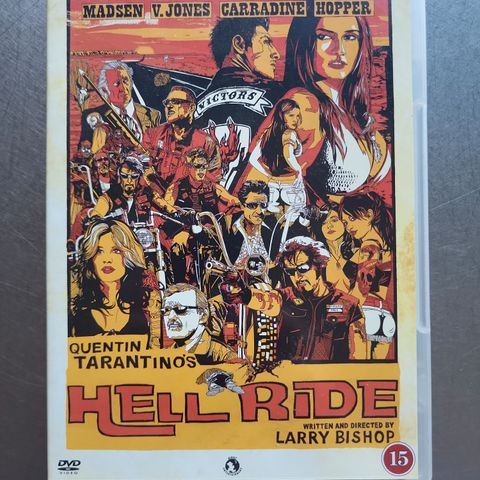 MADSEN V.JONES CARRADINE HOPPER
VICTORS
QUENTIN
TARANTINO'S
HELL RIDE
WRITTEN AND DIRECTED BY
LARRY BISHOP
DVD
VIDEO
15